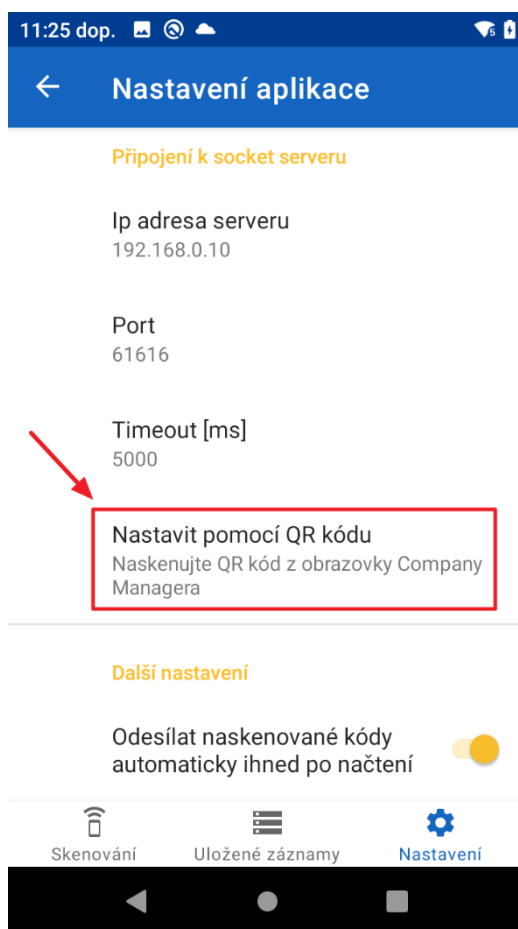 11:25 dop.
5
Nastavení aplikace
Připojení k socket serveru
Ip adresa serveru
192.168.0.10
Port
61616
Timeout [ms]
5000
Nastavit pomocí QR kódu
Naskenujte QR kód z obrazovky Company
Managera
Další nastavení
Odesílat naskenované kódy
automaticky ihned po načtení
Skenování
Uložené záznamy
Nastavení